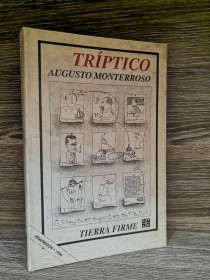 TRÍPTICO
AUGUSTO MONTERROSO
TIERRA FIRME